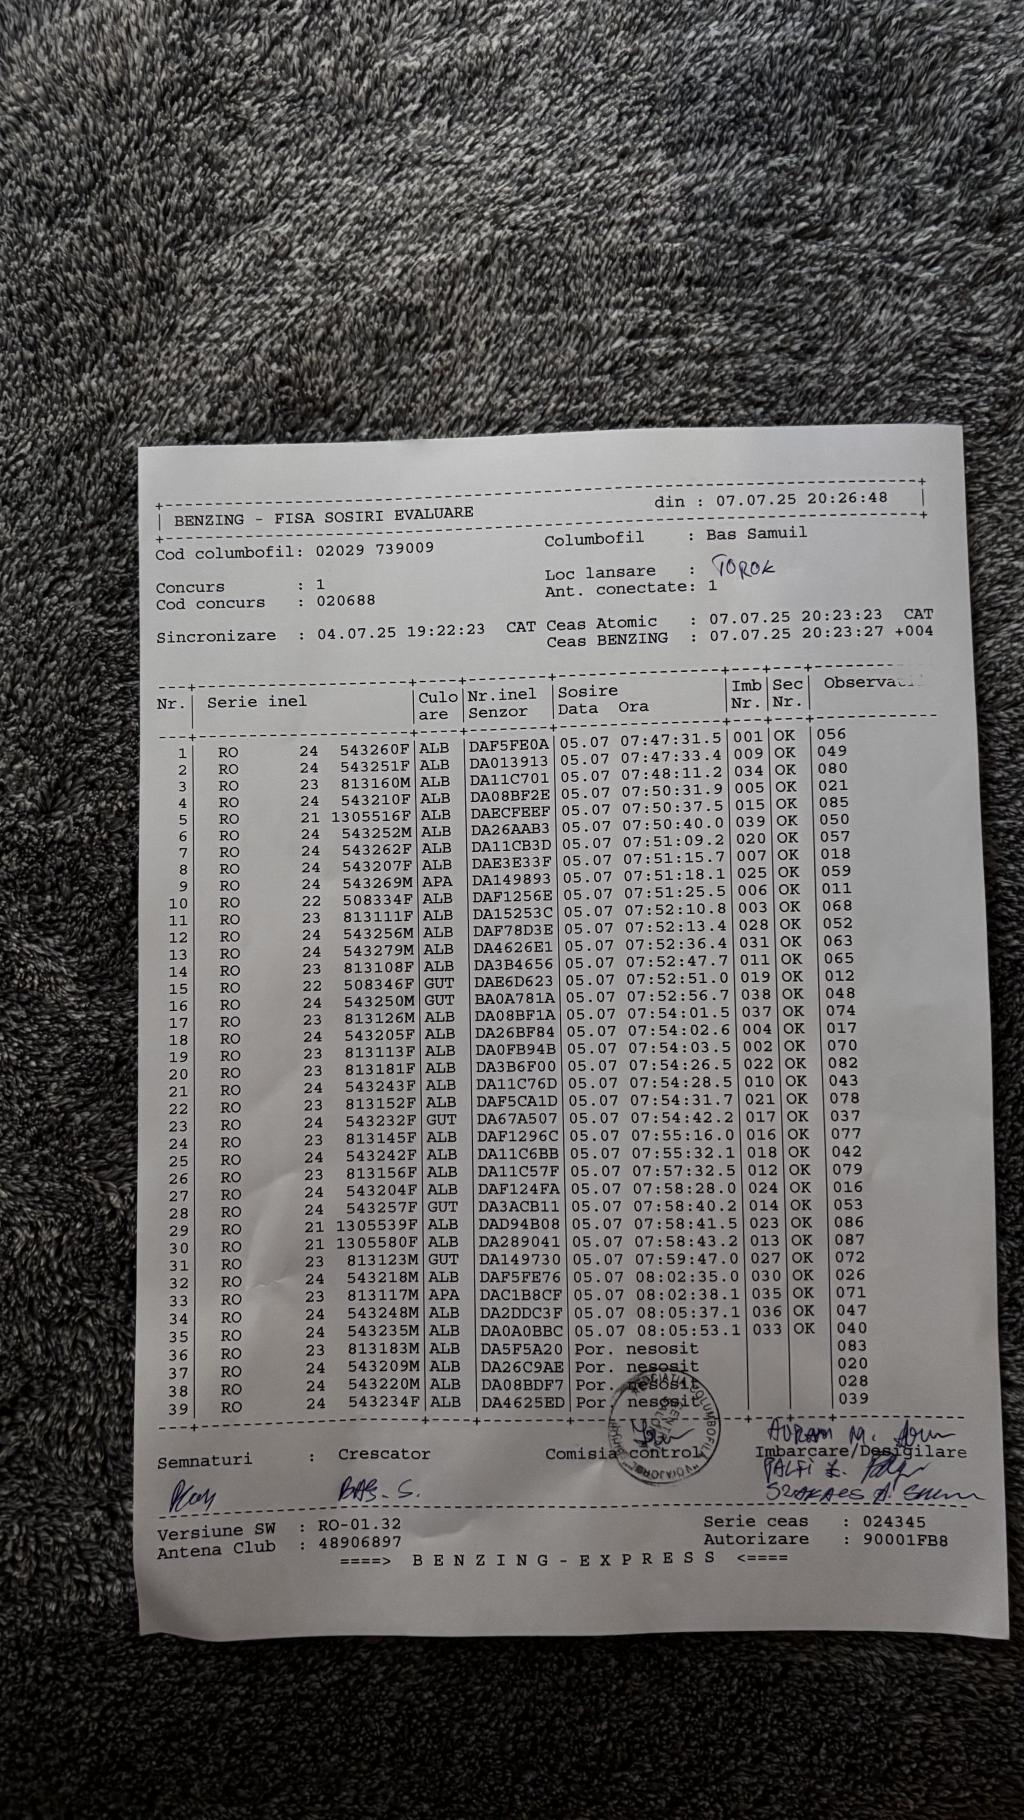 BENZING - FISA SOSIRI EVALUARE din : 07.07.25 20:26:48
Cod columbofil: 02029 739009 Columbofil : Bas Samuil
Concurs : 1 Loc lansare : TOROK
Cod concurs : 020688 Ant. conectate: 1
Sincronizare : 04.07.25 19:22:23 CAT Ceas Atomic : 07.07.25 20:23:23 CAT
Ceas BENZING : 07.07.25 20:23:27 +004
Nr. Serie inel Culo Nr.inel Sosire Imb Sec
are Senzor Data Ora Nr. Nr.
1 RO 24 543260F ALB DAF5FE0A 05.07 07:47:31.5 001 OK 056
2 RO 24 543251F ALB DA013913 05.07 07:47:33.4 009 OK 049
3 RO 23 813160M ALB DA11C701 05.07 07:48:11.2 034 OK 080
4 RO 24 543210F ALB DA08BF2E 05.07 07:50:31.9 005 OK 021
5 RO 21 1305516F ALB DAECFEEF 05.07 07:50:37.5 015 OK 085
6 RO 24 543252M ALB DA26AAB3 05.07 07:50:40.0 039 OK 050
7 RO 24 543262F ALB DA11CB3D 05.07 07:51:09.2 020 OK 057
8 RO 24 543207F ALB DAE3E33F 05.07 07:51:15.7 007 OK 018
9 RO 24 543269M APA DA149893 05.07 07:51:18.1 025 OK 059
10 RO 22 508334F ALB DAF1256E 05.07 07:51:25.5 006 OK 011
11 RO 23 813111F ALB DA15253C 05.07 07:52:10.8 003 OK 068
12 RO 24 543256M ALB DAF78D3E 05.07 07:52:13.4 028 OK 052
13 RO 24 543279M ALB DA4626E1 05.07 07:52:36.4 031 OK 063
14 RO 23 813108F ALB DA3B4656 05.07 07:52:47.7 011 OK 065
15 RO 22 508346F GUT DAE6D623 05.07 07:52:51.0 019 OK 012
16 RO 24 543250M GUT BA0A781A 05.07 07:52:56.7 038 OK 048
17 RO 23 813126M ALB DA08BF1A 05.07 07:54:01.5 037 OK 074
18 RO 24 543205F ALB DA26BF84 05.07 07:54:02.6 004 OK 017
19 RO 23 813113F ALB DA0FB94B 05.07 07:54:03.5 002 OK 070
20 RO 23 813181F ALB DA3B6F00 05.07 07:54:26.5 022 OK 082
21 RO 24 543243F ALB DA11C76D 05.07 07:54:28.5 010 OK 043
22 RO 23 813152F ALB DAF5CA1D 05.07 07:54:31.7 021 OK 078
23 RO 24 543232F GUT DA67A507 05.07 07:54:42.2 017 OK 037
24 RO 23 813145F ALB DAF1296C 05.07 07:55:16.0 016 OK 077
25 RO 24 543242F ALB DA11C6BB 05.07 07:55:32.1 018 OK 042
26 RO 23 813156F ALB DA11C57F 05.07 07:57:32.5 012 OK 079
27 RO 24 543204F ALB DAF124FA 05.07 07:58:28.0 024 OK 016
28 RO 24 543257F GUT DA3ACB11 05.07 07:58:40.2 014 OK 053
29 RO 21 1305539F ALB DAD94B08 05.07 07:58:41.5 023 OK 086
30 RO 21 1305580F ALB DA289041 05.07 07:58:43.2 013 OK 087
31 RO 23 813123M GUT DA149730 05.07 07:59:47.0 027 OK 072
32 RO 24 543218M ALB DAF5FE76 05.07 08:02:35.0 030 OK 026
33 RO 23 813117M APA DAC1B8CF 05.07 08:02:38.1 035 OK 071
34 RO 24 543248M ALB DA2DDC3F 05.07 08:05:37.1 036 OK 047
35 RO 24 543235M ALB DA0A0BBC 05.07 08:05:53.1 033 OK 040
36 RO 23 813183M ALB DA5F5A20 Por. nesosit 083
37 RO 24 543209M ALB DA26C9AE Por. nesosit 020
38 RO 24 543220M ALB DA08BDF7 Por. nesosit 028
39 RO 24 543234F ALB DA4625ED Por. nesosit 039
AVRAM M.
Semnaturi : Crescator Comisia control Imbarcare/Desigilare
PALFI
BAS. S.
Versiune SW : RO-01.32 Serie ceas : 024345
Antena Club : 48906897 Autorizare : 90001FB8
====> B E N Z I N G - E X P R E S S <====